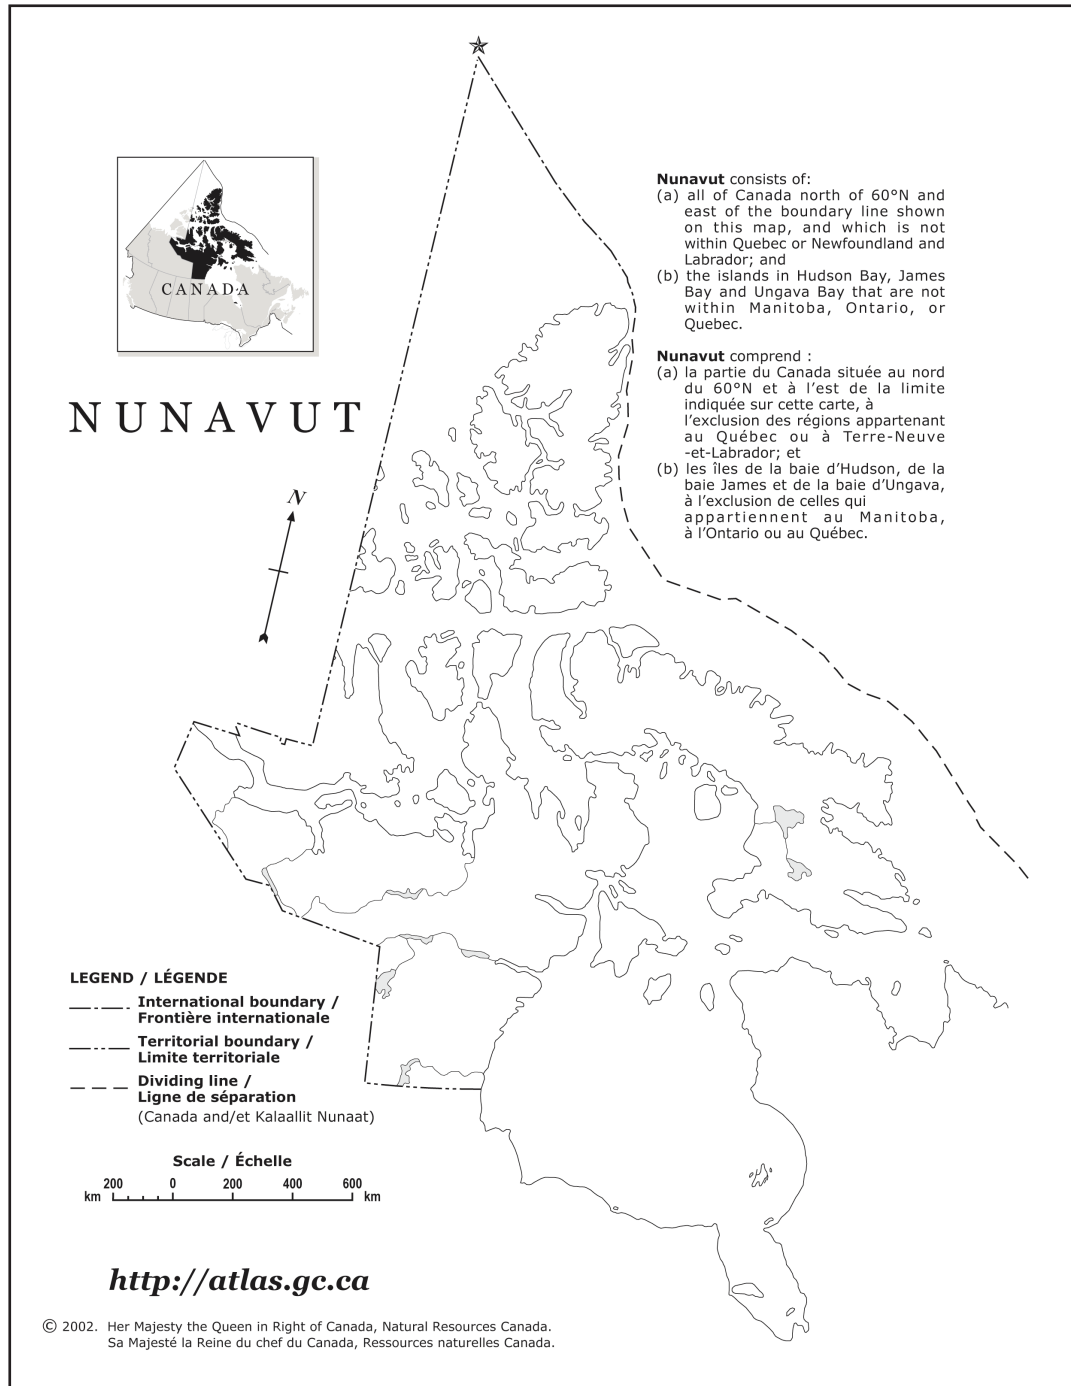 CANADA
NUNAVUT
N
Nunavut consists of:
(a) all of Canada north of 60°N and
east of the boundary line shown
on this map, and which is not
within Quebec or Newfoundland and
Labrador; and
(b) the islands in Hudson Bay, James
Bay and Ungava Bay that are not
within Manitoba, Ontario, or
Quebec.
Nunavut comprend :
(a) la partie du Canada située au nord
du 60°N et à l'est de la limite
indiquée sur cette carte, à
l'exclusion des régions appartenant
au Québec ou à Terre-Neuve
-et-Labrador; et
(b) les îles de la baie d'Hudson, de la
baie James et de la baie d'Ungava,
à l'exclusion de celles qui
appartiennent au Manitoba,
à l'Ontario ou au Québec.
LEGEND / LÉGENDE
International boundary /
Frontière internationale
Territorial boundary /
Limite territoriale
Dividing line /
Ligne de séparation
(Canada and/et Kalaallit Nunaat)
Scale / Échelle
200 0 200 400 600
km km
http://atlas.gc.ca
© 2002. Her Majesty the Queen in Right of Canada, Natural Resources Canada.
Sa Majesté la Reine du chef du Canada, Ressources naturelles Canada.